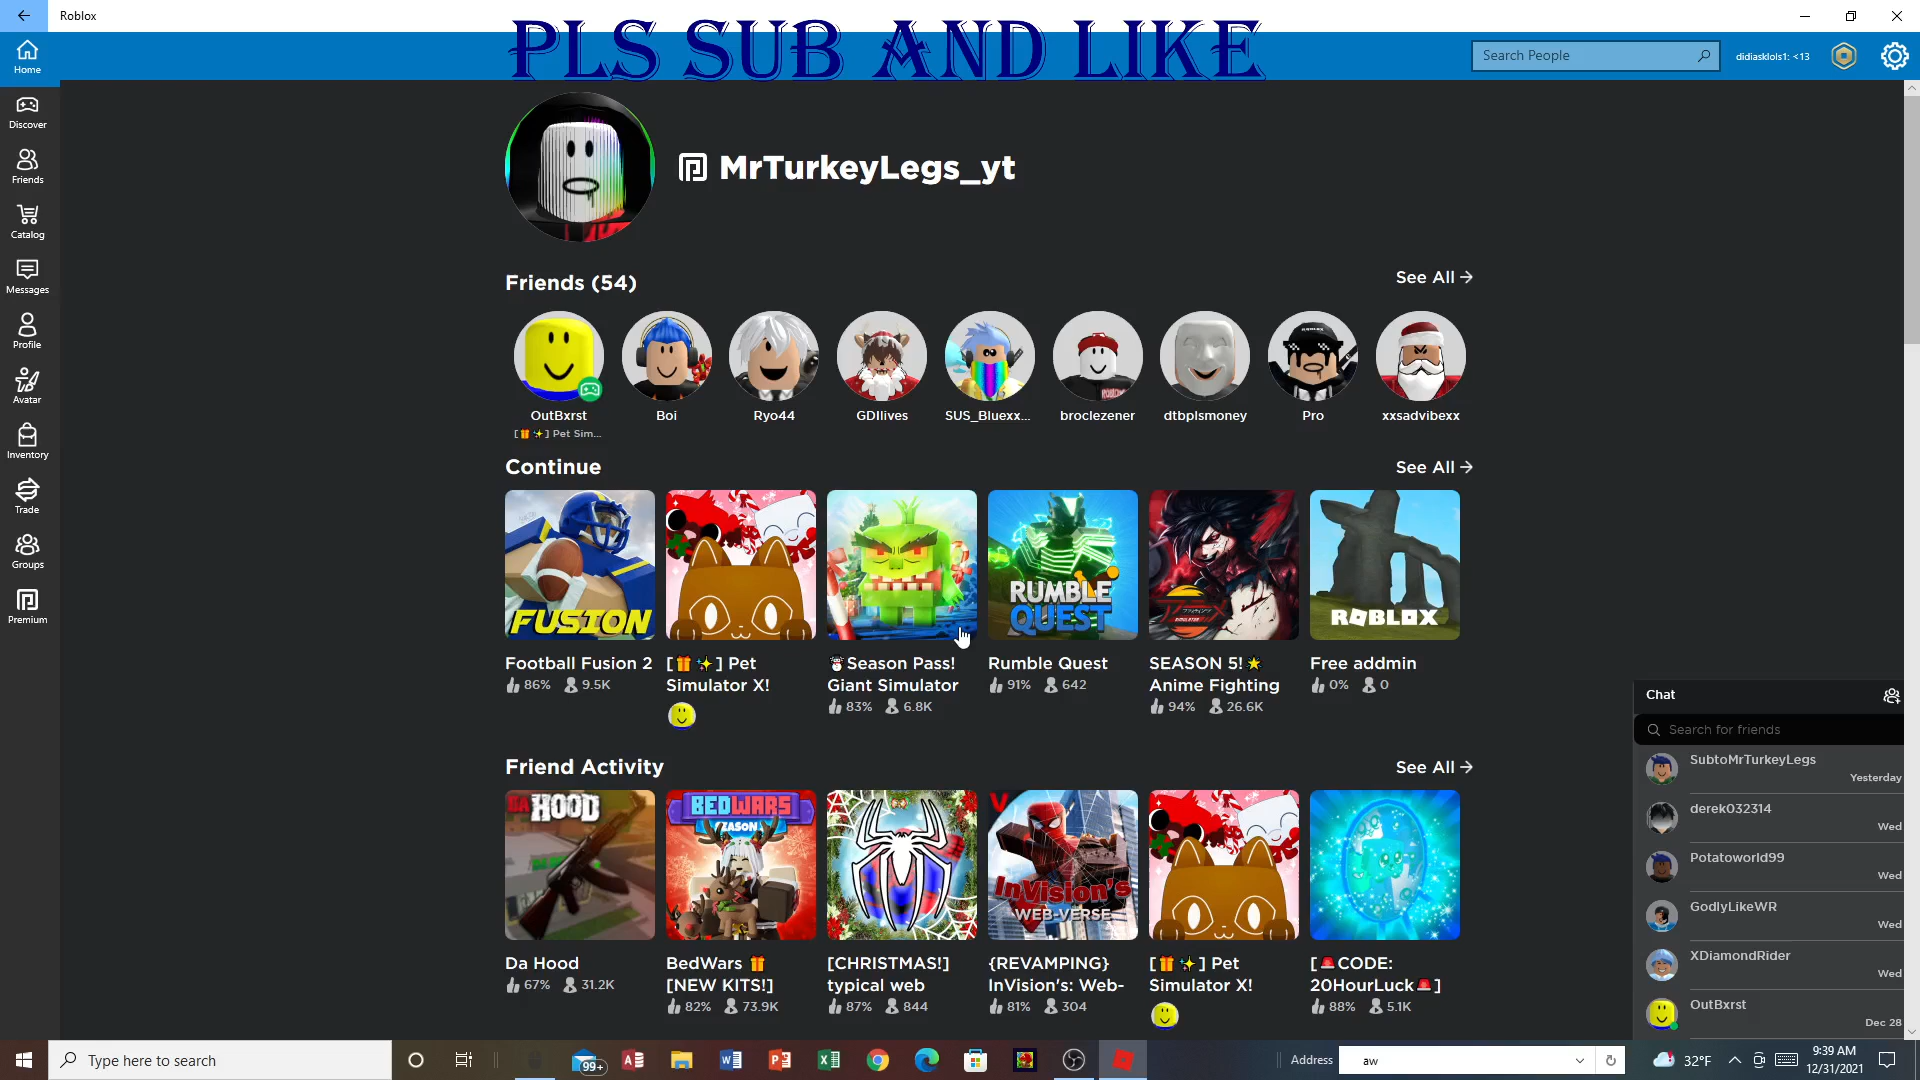 Roblox
PLS SUB AND LIKE
Home
Search People
didiasklols1: <13
Discover
Friends
Catalog
Messages
Profile
Avatar
Inventory
Trade
Groups
Premium
MrTurkeyLegs_yt
Friends (54)
See All
OutBxrst
Boi
Ryo44
GDIlives
SUS_Bluexx...
broclezener
dtbplsmoney
Pro
xxsadvibexx
[🎁✨] Pet Sim...
Continue
See All
FUSION
RUMBLE
QUEST
ROBLOX
Football Fusion 2
86% 9.5K
[🎁✨] Pet
Simulator X!
☃Season Pass!
Giant Simulator
83% 6.8K
Rumble Quest
91% 642
SEASON 5!🌟
Anime Fighting
94% 26.6K
Free addmin
0% 0
Friend Activity
See All
DA HOOD
BEDWARS
SEASON
InVision's
WEB-VERSE
Da Hood
67% 31.2K
BedWars 🎁
[NEW KITS!]
82% 73.9K
[CHRISTMAS!]
typical web
87% 844
{REVAMPING}
InVision's: Web-
81% 304
[🎁✨] Pet
Simulator X!
[🚨CODE:
20HourLuck🚨]
88% 5.1K
Chat
Search for friends
SubtoMrTurkeyLegs
Yesterday
derek032314
Wed
Potatoworld99
Wed
GodlyLikeWR
Wed
XDiamondRider
Wed
OutBxrst
Dec 28
Type here to search
99+
Address
aw
32°F
9:39 AM
12/31/2021